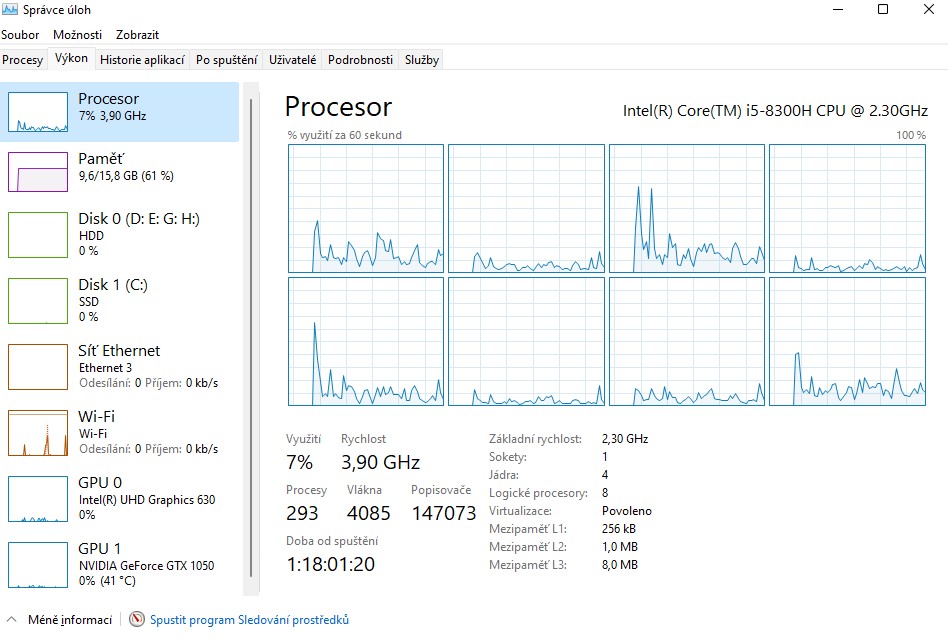 Správce úloh
Soubor Možnosti Zobrazit
Procesy Výkon Historie aplikací Po spuštění Uživatelé Podrobnosti Služby
Procesor
7% 3,90 GHz
Paměť
9,6/15,8 GB (61 %)
Disk 0 (D: E: G: H:)
HDD
0 %
Disk 1 (C:)
SSD
0 %
Síť Ethernet
Ethernet 3
Odesílání: 0 Příjem: 0 kb/s
Wi-Fi
Wi-Fi
Odesílání: 0 Příjem: 0 kb/s
GPU 0
Intel(R) UHD Graphics 630
0%
GPU 1
NVIDIA GeForce GTX 1050
0% (41 °C)
Procesor Intel(R) Core(TM) i5-8300H CPU @ 2.30GHz
% využití za 60 sekund 100 %
Využití Rychlost
7% 3,90 GHz
Procesy Vlákna Popisovače
293 4085 147073
Doba od spuštění
1:18:01:20
Základní rychlost: 2,30 GHz
Sokety: 1
Jádra: 4
Logické procesory: 8
Virtualizace: Povoleno
Mezipaměť L1: 256 kB
Mezipaměť L2: 1,0 MB
Mezipaměť L3: 8,0 MB
Méně informací Spustit program Sledování prostředků